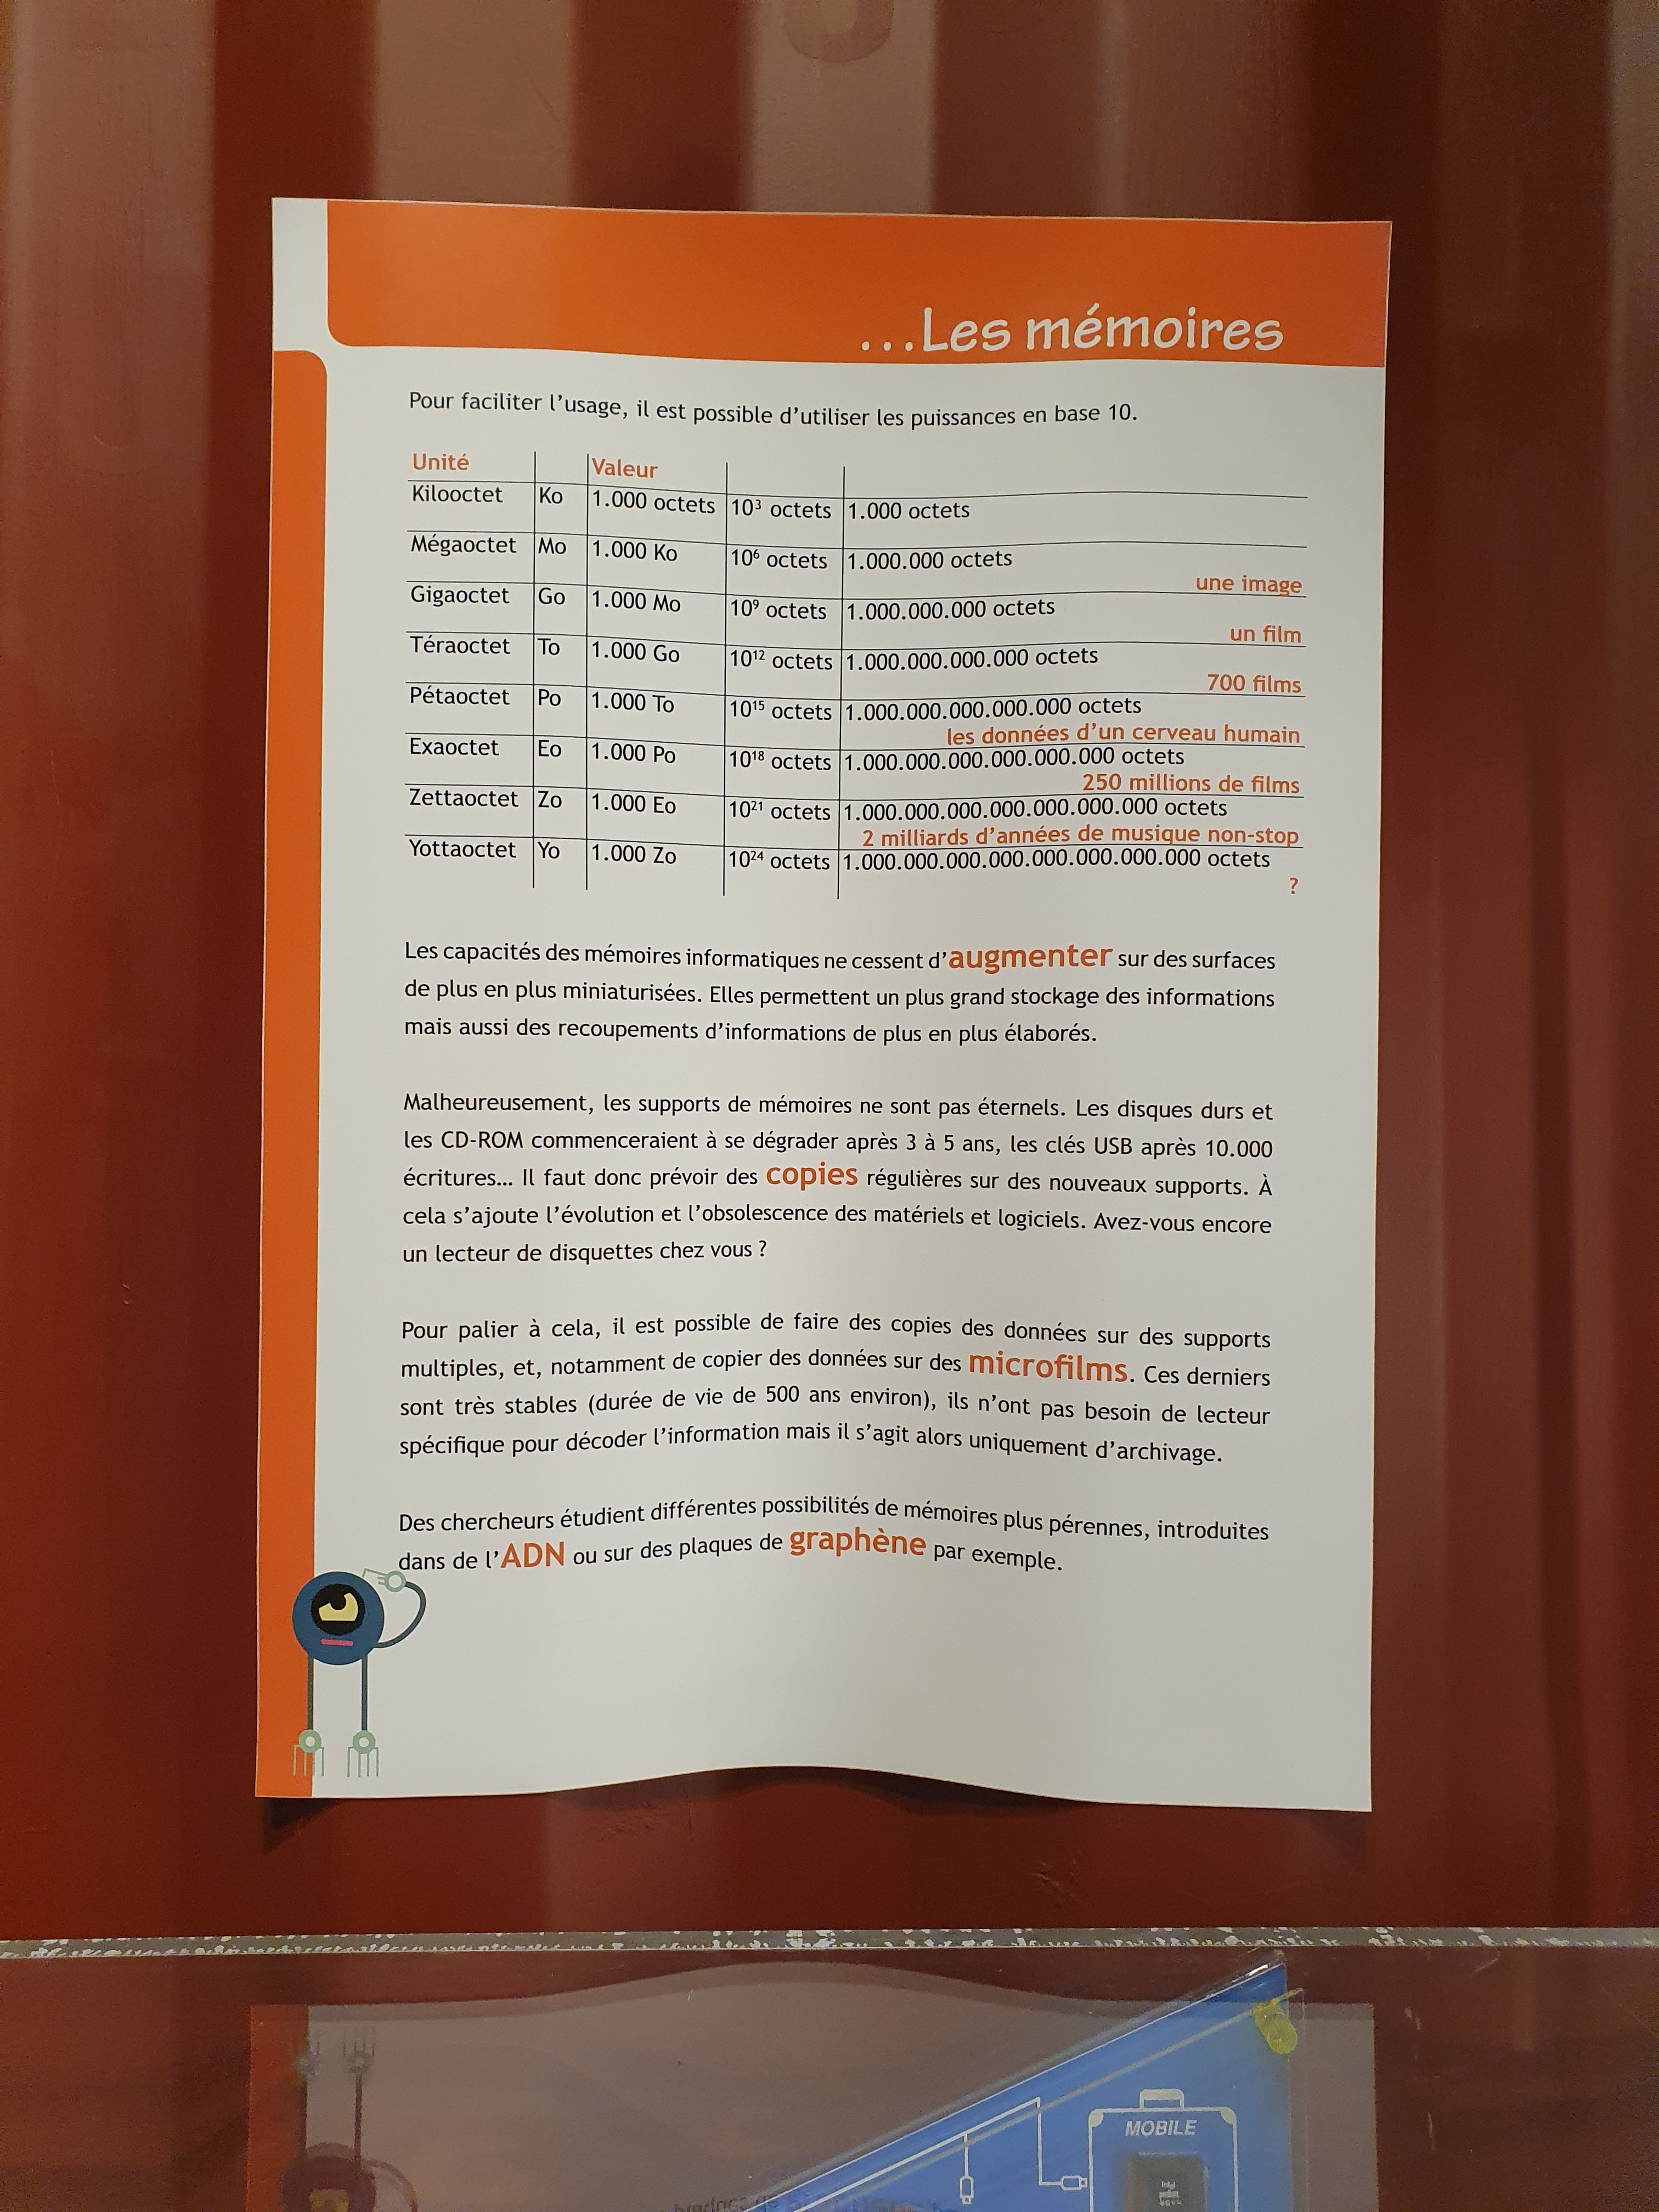 ...Les mémoires
Pour faciliter l'usage, il est possible d'utiliser les puissances en base 10.
Unité Valeur
Kilooctet Ko 1.000 octets 10³ octets 1.000 octets
Mégaoctet Mo 1.000 Ko 10⁶ octets 1.000.000 octets
une image
Gigaoctet Go 1.000 Mo 10⁹ octets 1.000.000.000 octets
un film
Téraoctet To 1.000 Go 10¹² octets 1.000.000.000.000 octets
700 films
Pétaoctet Po 1.000 To 10¹⁵ octets 1.000.000.000.000.000 octets
les données d'un cerveau humain
Exaoctet Eo 1.000 Po 10¹⁸ octets 1.000.000.000.000.000.000 octets
250 millions de films
Zettaoctet Zo 1.000 Eo 10²¹ octets 1.000.000.000.000.000.000.000 octets
2 milliards d'années de musique non-stop
Yottaoctet Yo 1.000 Zo 10²⁴ octets 1.000.000.000.000.000.000.000.000 octets
?
Les capacités des mémoires informatiques ne cessent d'augmenter sur des surfaces
de plus en plus miniaturisées. Elles permettent un plus grand stockage des informations
mais aussi des recoupements d'informations de plus en plus élaborés.
Malheureusement, les supports de mémoires ne sont pas éternels. Les disques durs et
les CD-ROM commenceraient à se dégrader après 3 à 5 ans, les clés USB après 10.000
écritures... Il faut donc prévoir des copies régulières sur des nouveaux supports. À
cela s'ajoute l'évolution et l'obsolescence des matériels et logiciels. Avez-vous encore
un lecteur de disquettes chez vous ?
Pour palier à cela, il est possible de faire des copies des données sur des supports
multiples, et, notamment de copier des données sur des microfilms. Ces derniers
sont très stables (durée de vie de 500 ans environ), ils n'ont pas besoin de lecteur
spécifique pour décoder l'information mais il s'agit alors uniquement d'archivage.
Des chercheurs étudient différentes possibilités de mémoires plus pérennes, introduites
dans de l'ADN ou sur des plaques de graphène par exemple.
MOBILE